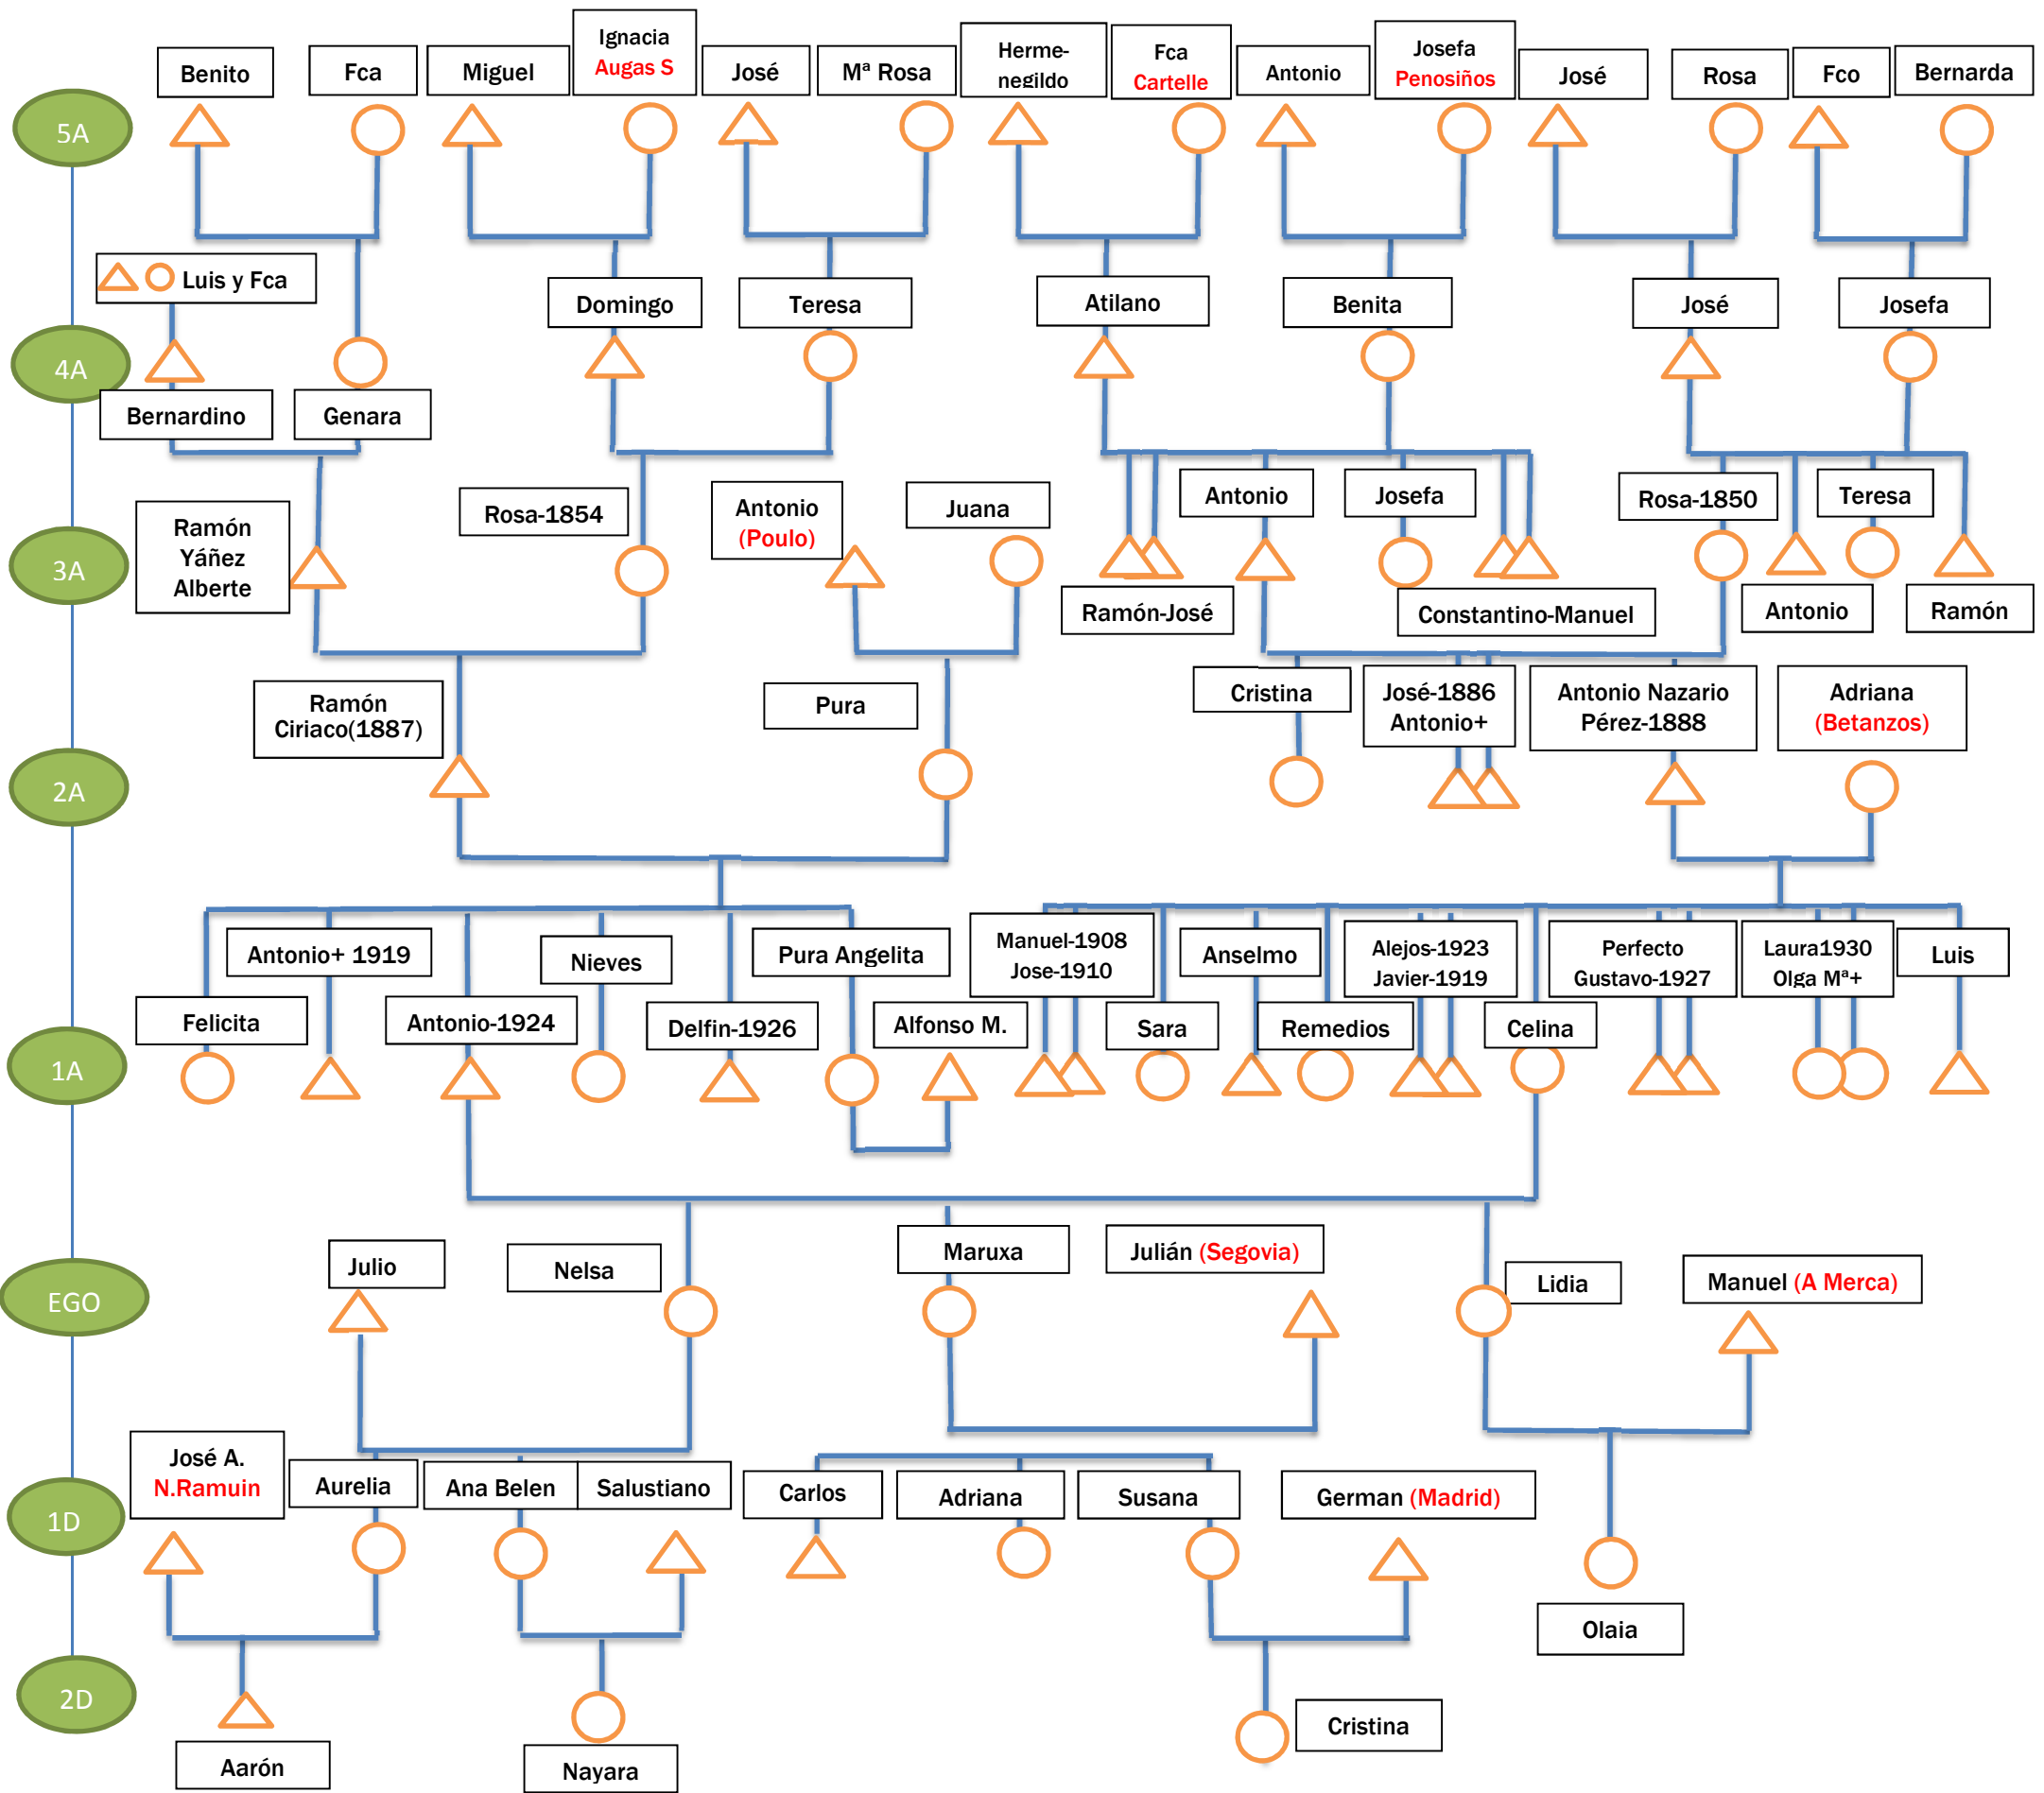 Benito
Fca
Miguel
Ignacia
Augas S
José
Mª Rosa
Herme-
negildo
Fca
Cartelle
Antonio
Josefa
Penosiños
José
Rosa
Fco
Bernarda
5A
Luis y Fca
Domingo
Teresa
Atilano
Benita
José
Josefa
4A
Bernardino
Genara
Ramón
Yáñez
Alberte
Rosa-1854
Antonio
(Poulo)
Juana
Antonio
Josefa
Rosa-1850
Teresa
3A
Ramón-José
Constantino-Manuel
Antonio
Ramón
Ramón
Ciriaco(1887)
Pura
Cristina
José-1886
Antonio+
Antonio Nazario
Pérez-1888
Adriana
(Betanzos)
2A
Antonio+ 1919
Nieves
Pura Angelita
Manuel-1908
Jose-1910
Anselmo
Alejos-1923
Javier-1919
Perfecto
Gustavo-1927
Laura1930
Olga Mª+
Luis
Felicita
Antonio-1924
Delfin-1926
Alfonso M.
Sara
Remedios
Celina
1A
Julio
Nelsa
Maruxa
Julián (Segovia)
Lidia
Manuel (A Merca)
EGO
José A.
N.Ramuin
Aurelia
Ana Belen
Salustiano
Carlos
Adriana
Susana
German (Madrid)
1D
Olaia
2D
Aarón
Nayara
Cristina